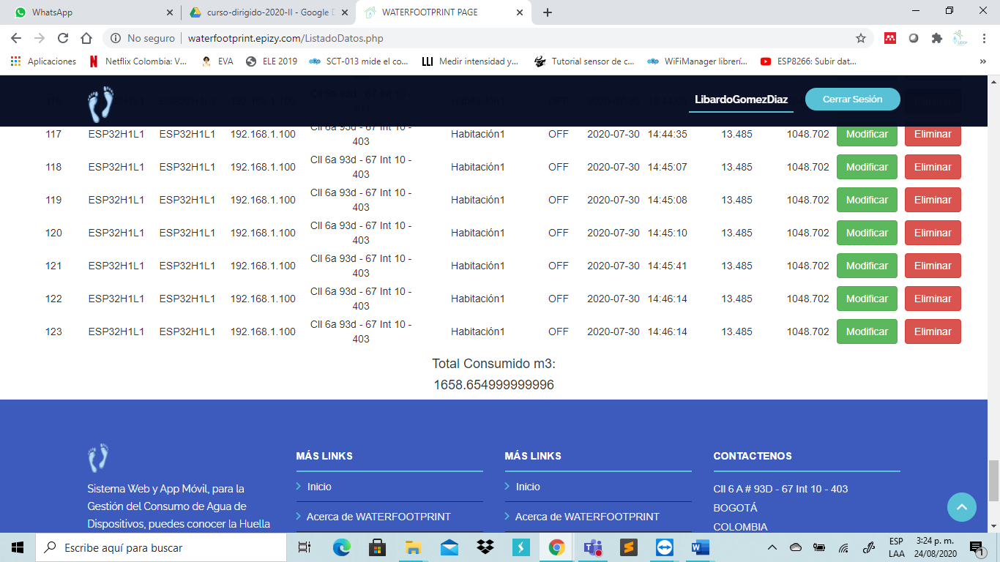 WhatsApp
curso-dirigido-2020-II - Google D
WATERFOOTPRINT PAGE
No seguro
waterfootprint.epizy.com/ListadoDatos.php
Aplicaciones
Netflix Colombia: V...
EVA
ELE 2019
SCT-013 mide el co...
Medir intensidad y...
Tutorial sensor de c...
WiFiManager librerí...
ESP8266: Subir dat...
LibardoGomezDiaz
Cerrar Sesión
117 ESP32H1L1 ESP32H1L1 192.168.1.100 Cll 6a 93d - 67 Int 10 - 403 Habitación1 OFF 2020-07-30 14:44:35 13.485 1048.702 Modificar Eliminar
118 ESP32H1L1 ESP32H1L1 192.168.1.100 Cll 6a 93d - 67 Int 10 - 403 Habitación1 OFF 2020-07-30 14:45:07 13.485 1048.702 Modificar Eliminar
119 ESP32H1L1 ESP32H1L1 192.168.1.100 Cll 6a 93d - 67 Int 10 - 403 Habitación1 OFF 2020-07-30 14:45:08 13.485 1048.702 Modificar Eliminar
120 ESP32H1L1 ESP32H1L1 192.168.1.100 Cll 6a 93d - 67 Int 10 - 403 Habitación1 OFF 2020-07-30 14:45:10 13.485 1048.702 Modificar Eliminar
121 ESP32H1L1 ESP32H1L1 192.168.1.100 Cll 6a 93d - 67 Int 10 - 403 Habitación1 OFF 2020-07-30 14:45:41 13.485 1048.702 Modificar Eliminar
122 ESP32H1L1 ESP32H1L1 192.168.1.100 Cll 6a 93d - 67 Int 10 - 403 Habitación1 OFF 2020-07-30 14:46:14 13.485 1048.702 Modificar Eliminar
123 ESP32H1L1 ESP32H1L1 192.168.1.100 Cll 6a 93d - 67 Int 10 - 403 Habitación1 OFF 2020-07-30 14:46:14 13.485 1048.702 Modificar Eliminar
Total Consumido m3:
1658.654999999996
Sistema Web y App Móvil, para la
Gestión del Consumo de Agua de
Dispositivos, puedes conocer la Huella
MÁS LINKS
Inicio
Acerca de WATERFOOTPRINT
MÁS LINKS
Inicio
Acerca de WATERFOOTPRINT
CONTACTENOS
Cll 6 A # 93D - 67 Int 10 - 403
BOGOTÁ
COLOMBIA
Escribe aquí para buscar
ESP
LAA
3:24 p. m.
24/08/2020
1